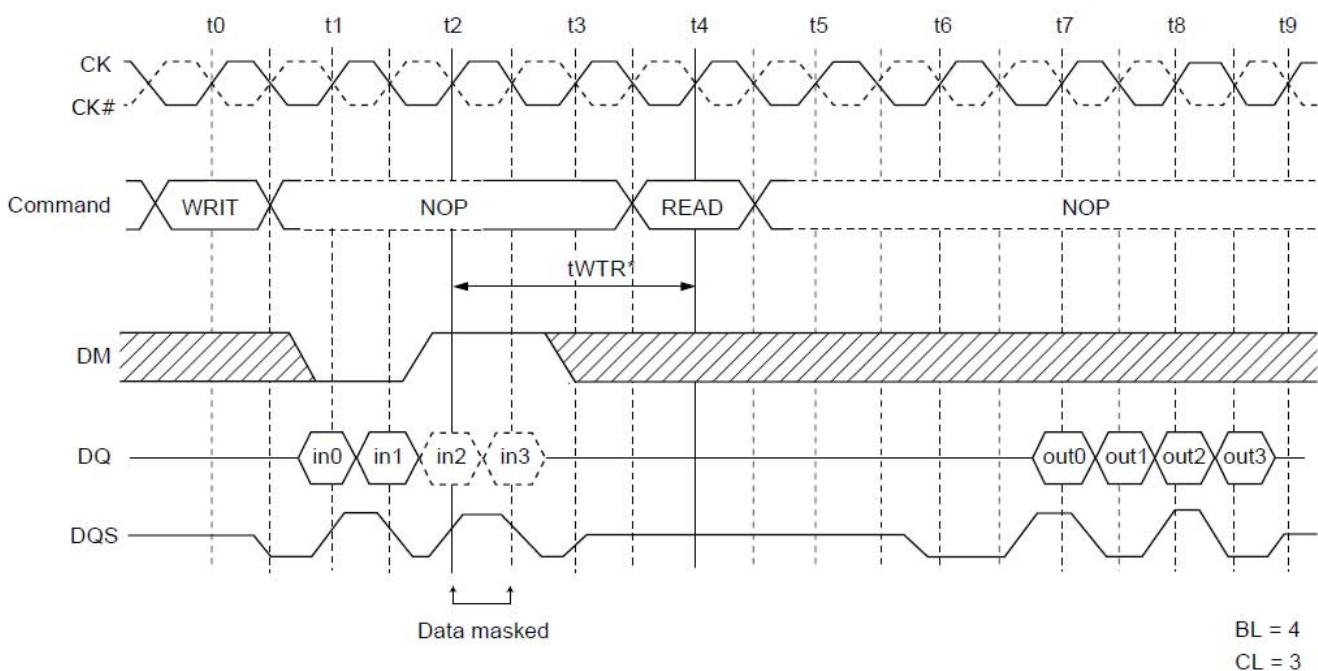 t0 t1 t2 t3 t4 t5 t6 t7 t8 t9
CK
CK#
Command WRIT NOP READ NOP
tWTR*
DM
DQ in0 in1 in2 in3 out0 out1 out2 out3
DQS
Data masked
BL = 4
CL = 3